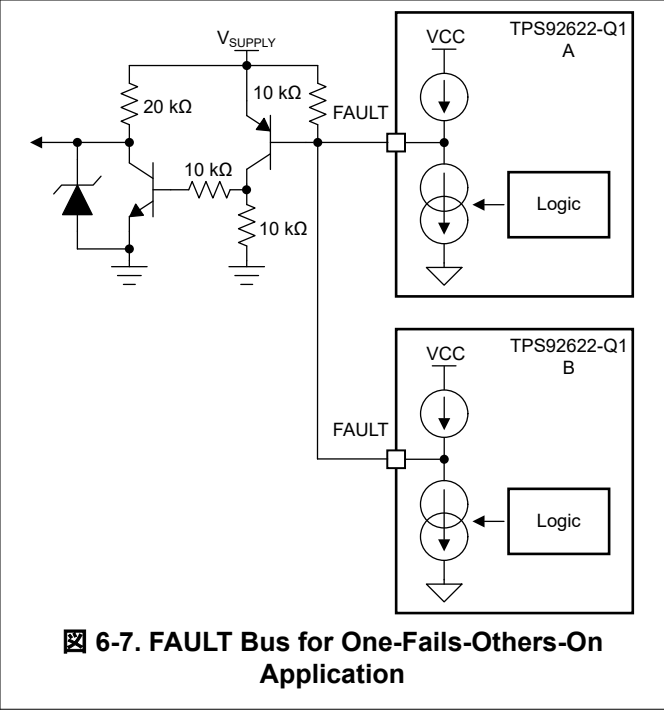 V_SUPPLY
20 kΩ
10 kΩ
10 kΩ
10 kΩ
FAULT
VCC
TPS92622-Q1
A
Logic
FAULT
VCC
TPS92622-Q1
B
Logic
図 6-7. FAULT Bus for One-Fails-Others-On
Application